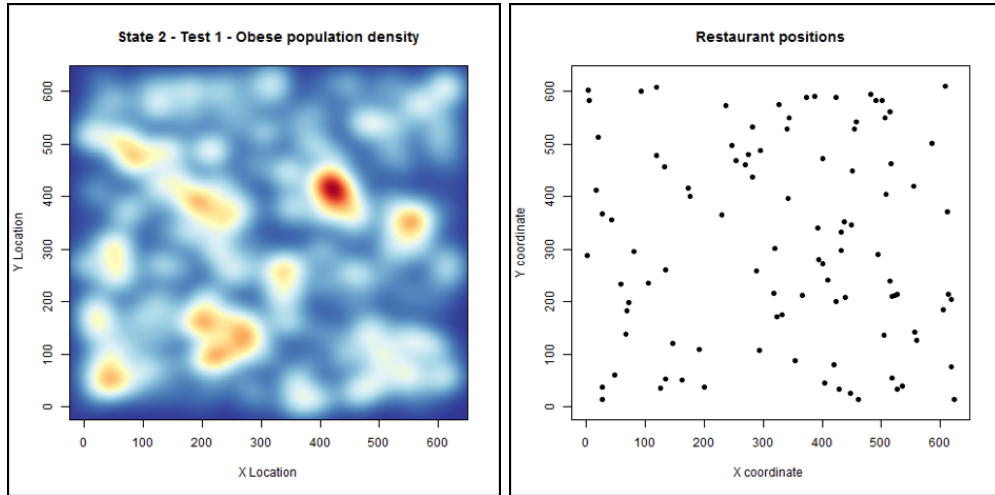 State 2 - Test 1 - Obese population density
Y Location
600
500
400
300
200
100
0
0 100 200 300 400 500 600
X Location
Restaurant positions
Y coordinate
600
500
400
300
200
100
0
0 100 200 300 400 500 600
X coordinate